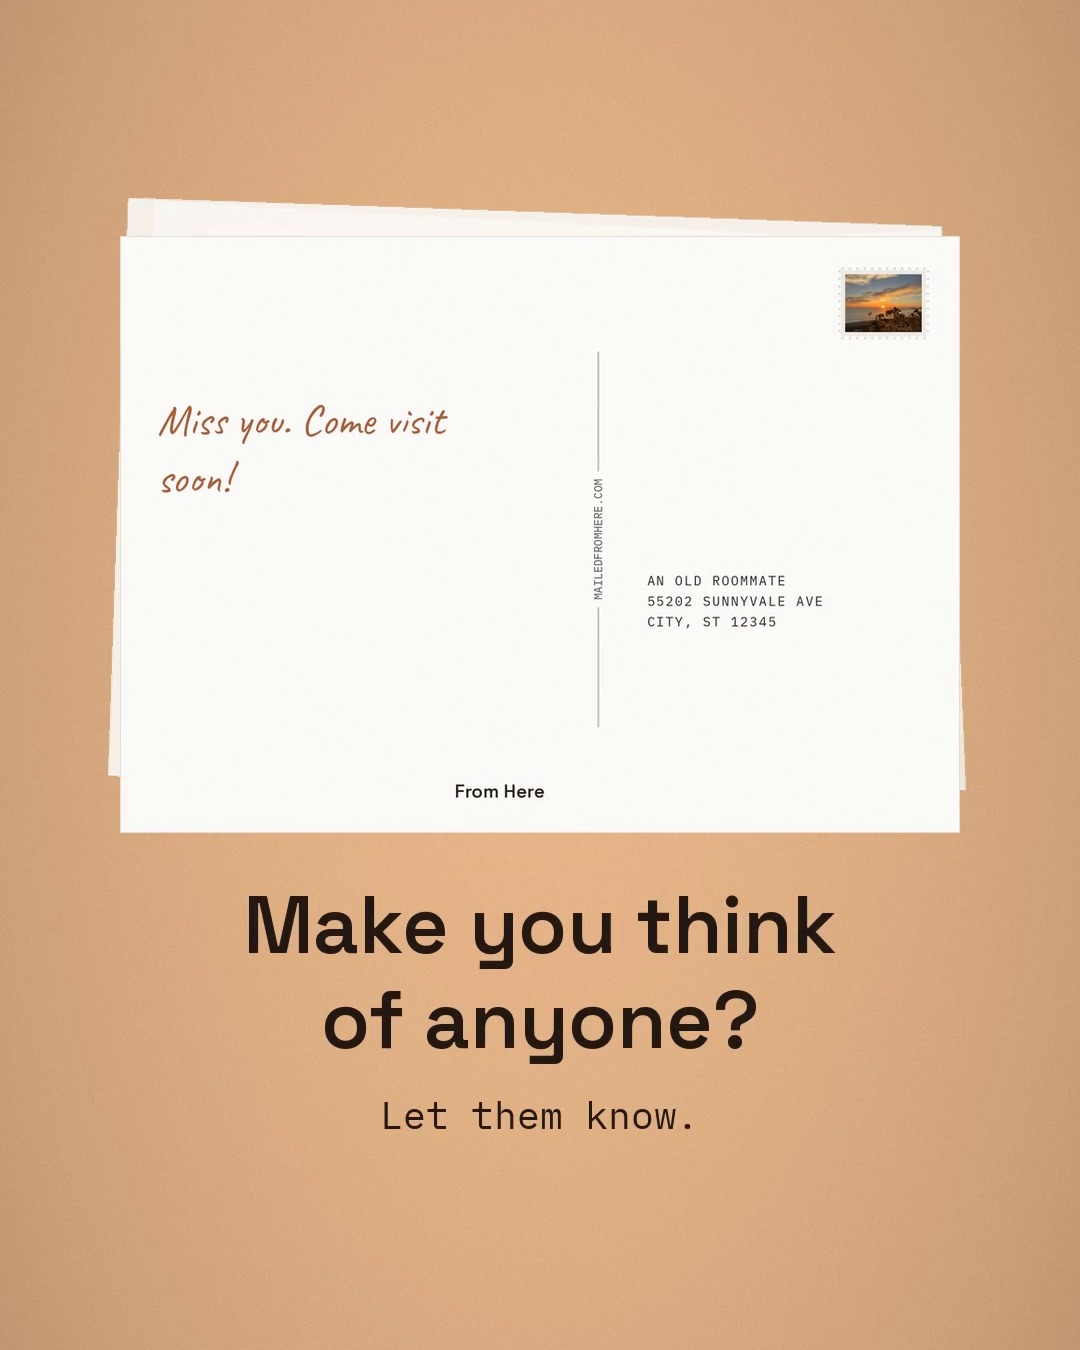 Miss you. Come visit
soon!
MAILEDFROMHERE.COM
AN OLD ROOMMATE
55202 SUNNYVALE AVE
CITY, ST 12345
From Here
Make you think
of anyone?
Let them know.